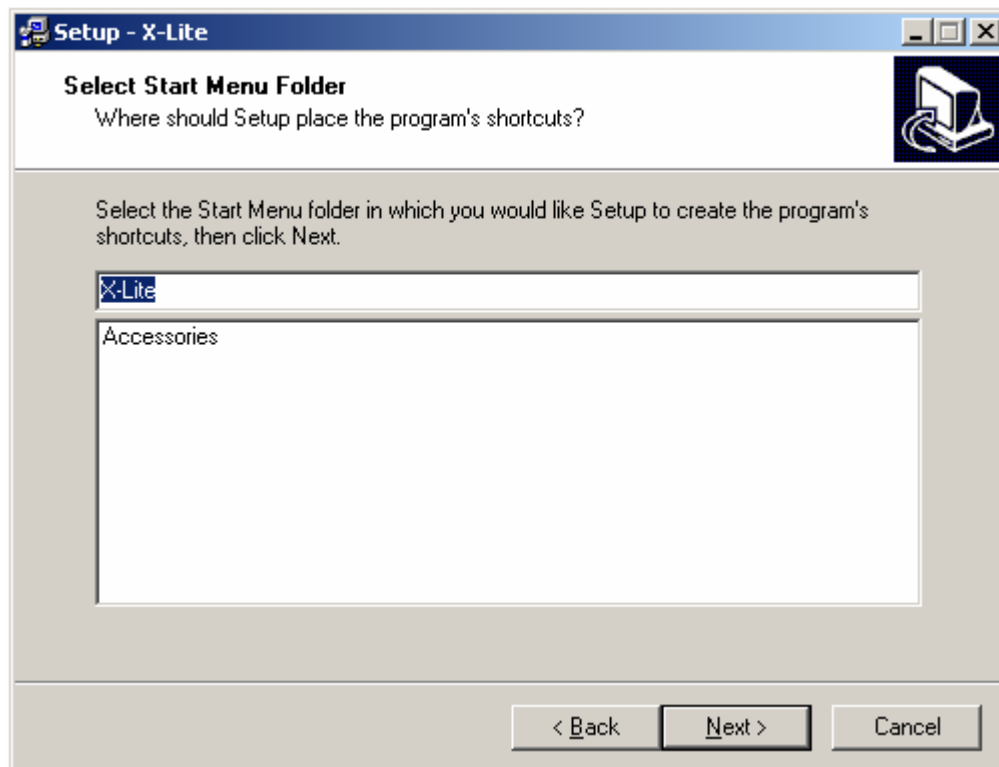 Setup - X-Lite
Select Start Menu Folder
Where should Setup place the program's shortcuts?
Select the Start Menu folder in which you would like Setup to create the program's
shortcuts, then click Next.
X-Lite
Accessories
< Back Next > Cancel